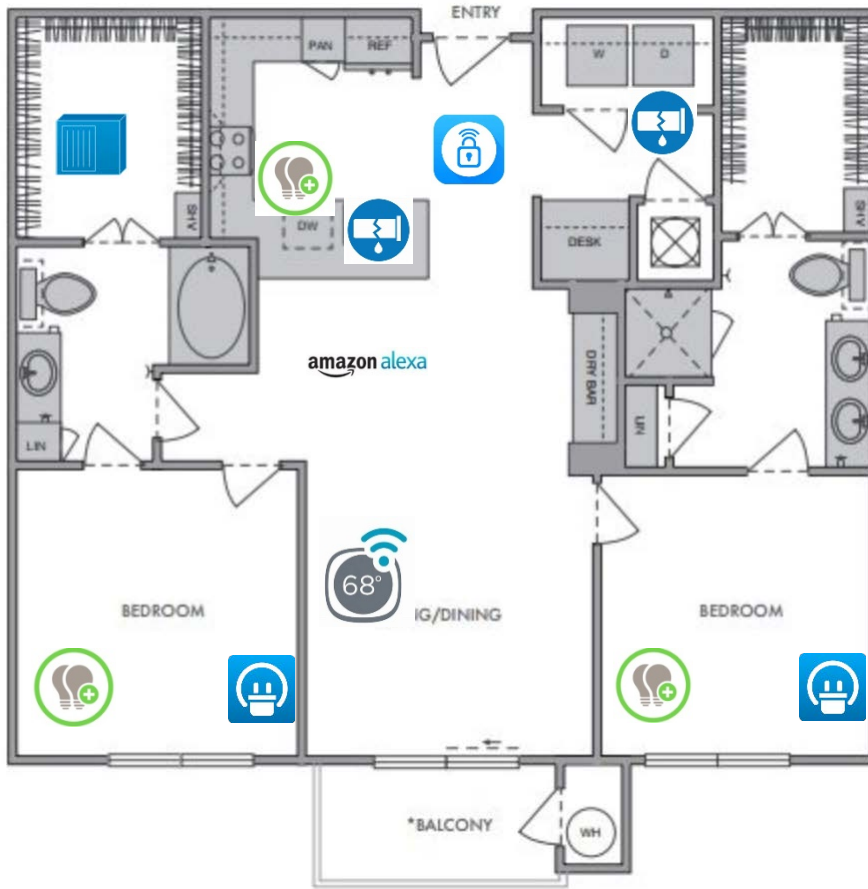 ENTRY
PAN
REF
W
D
SHV
SHV
DW
DESK
amazon alexa
DRY BAR
LIN
LIN
68°
BEDROOM
G/DINING
BEDROOM
*BALCONY
WH